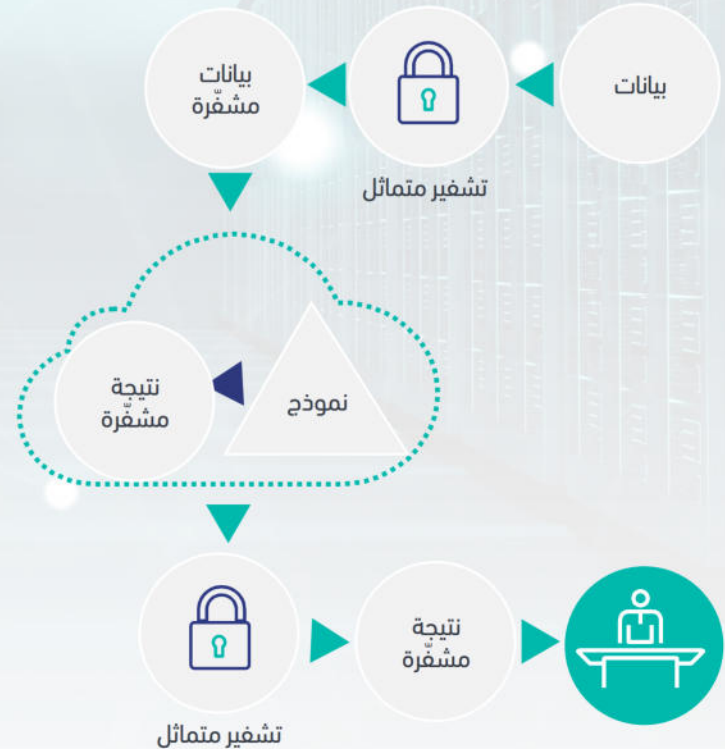 بيانات
تشفير متماثل
بيانات
مشفّرة
نموذج
نتيجة
مشفّرة
تشفير متماثل
نتيجة
مشفّرة